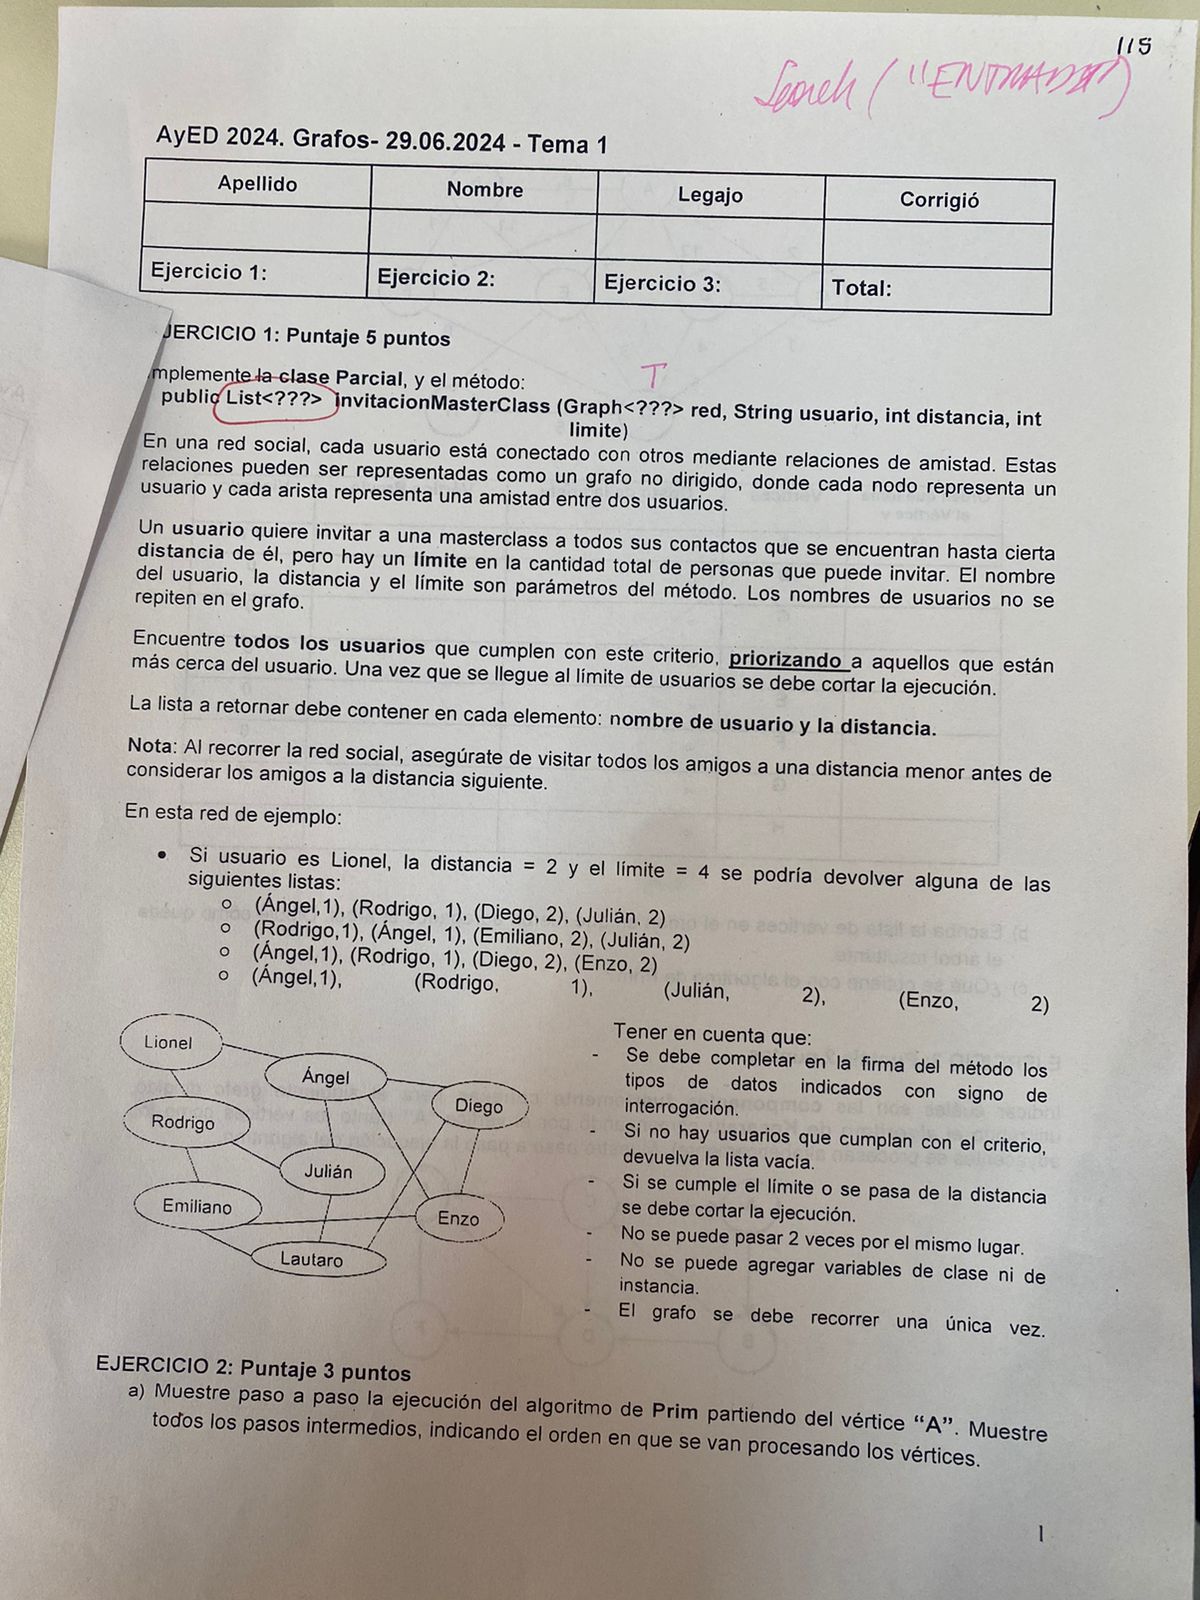 115
Search ("ENTRADA")
AyED 2024. Grafos- 29.06.2024 - Tema 1
Apellido Nombre Legajo Corrigió
Ejercicio 1: Ejercicio 2: Ejercicio 3: Total:
JERCICIO 1: Puntaje 5 puntos
mplemente la clase Parcial, y el método:
T
public List<???> invitacionMasterClass (Graph<???> red, String usuario, int distancia, int
limite)
En una red social, cada usuario está conectado con otros mediante relaciones de amistad. Estas
relaciones pueden ser representadas como un grafo no dirigido, donde cada nodo representa un
usuario y cada arista representa una amistad entre dos usuarios.
Un usuario quiere invitar a una masterclass a todos sus contactos que se encuentran hasta cierta
distancia de él, pero hay un límite en la cantidad total de personas que puede invitar. El nombre
del usuario, la distancia y el límite son parámetros del método. Los nombres de usuarios no se
repiten en el grafo.
Encuentre todos los usuarios que cumplen con este criterio, priorizando a aquellos que están
más cerca del usuario. Una vez que se llegue al límite de usuarios se debe cortar la ejecución.
La lista a retornar debe contener en cada elemento: nombre de usuario y la distancia.
Nota: Al recorrer la red social, asegúrate de visitar todos los amigos a una distancia menor antes de
considerar los amigos a la distancia siguiente.
En esta red de ejemplo:
• Si usuario es Lionel, la distancia = 2 y el límite = 4 se podría devolver alguna de las
siguientes listas:
o (Ángel,1), (Rodrigo, 1), (Diego, 2), (Julián, 2)
o (Rodrigo,1), (Ángel, 1), (Emiliano, 2), (Julián, 2)
o (Ángel,1), (Rodrigo, 1), (Diego, 2), (Enzo, 2)
o (Ángel,1), (Rodrigo, 1), (Julián, 2), (Enzo, 2)
Lionel
Ángel
Diego
Rodrigo
Julián
Emiliano
Enzo
Lautaro
Tener en cuenta que:
- Se debe completar en la firma del método los
tipos de datos indicados con signo de
interrogación.
- Si no hay usuarios que cumplan con el criterio,
devuelva la lista vacía.
- Si se cumple el límite o se pasa de la distancia
se debe cortar la ejecución.
- No se puede pasar 2 veces por el mismo lugar.
- No se puede agregar variables de clase ni de
instancia.
- El grafo se debe recorrer una única vez.
EJERCICIO 2: Puntaje 3 puntos
a) Muestre paso a paso la ejecución del algoritmo de Prim partiendo del vértice “A”. Muestre
todos los pasos intermedios, indicando el orden en que se van procesando los vértices.
1